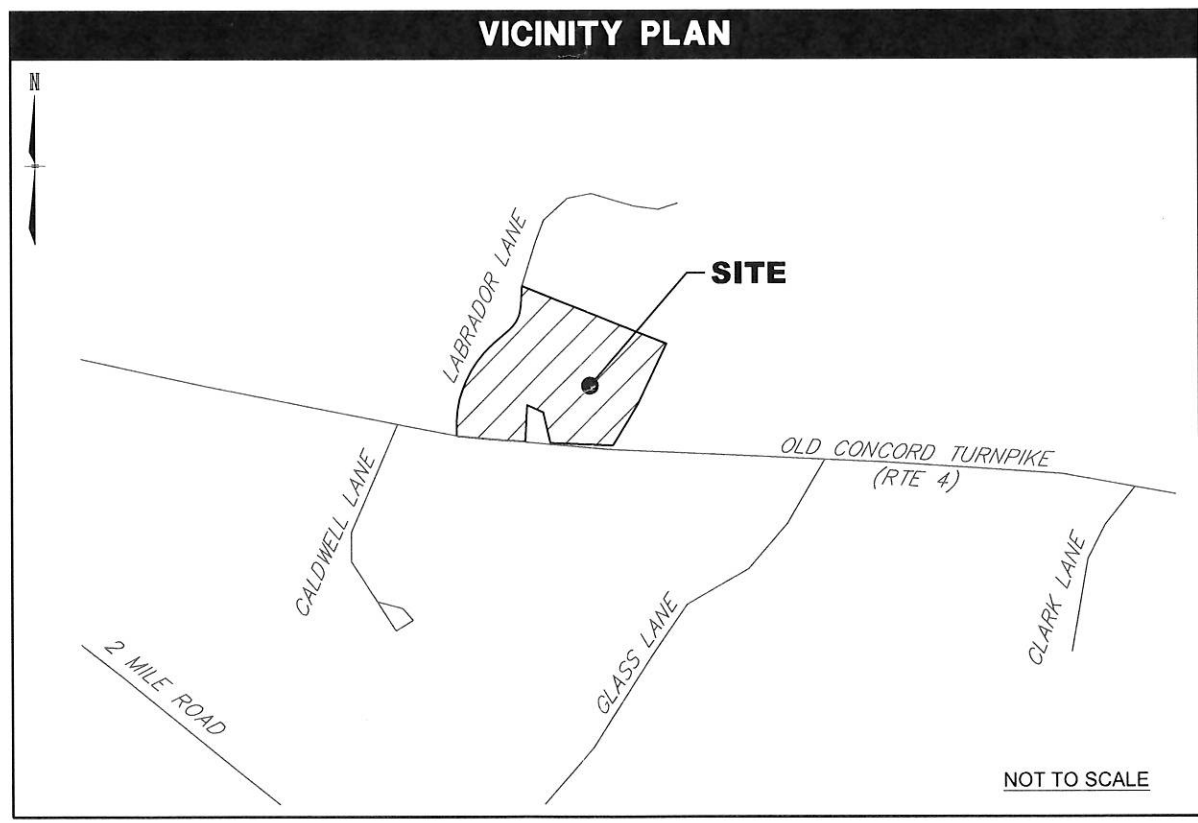 VICINITY PLAN
N
LABRADOR LANE
SITE
OLD CONCORD TURNPIKE
(RTE 4)
CALDWELL LANE
GLASS LANE
CLARK LANE
2 MILE ROAD
NOT TO SCALE